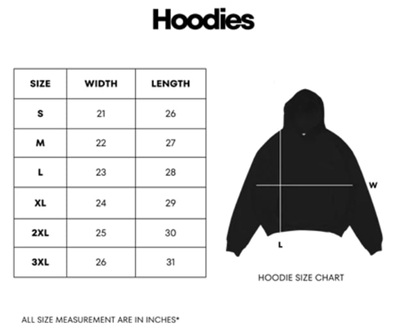 Hoodies
SIZE WIDTH LENGTH
S 21 26
M 22 27
L 23 28
XL 24 29
2XL 25 30
3XL 26 31
W
L
HOODIE SIZE CHART
ALL SIZE MEASUREMENT ARE IN INCHES*